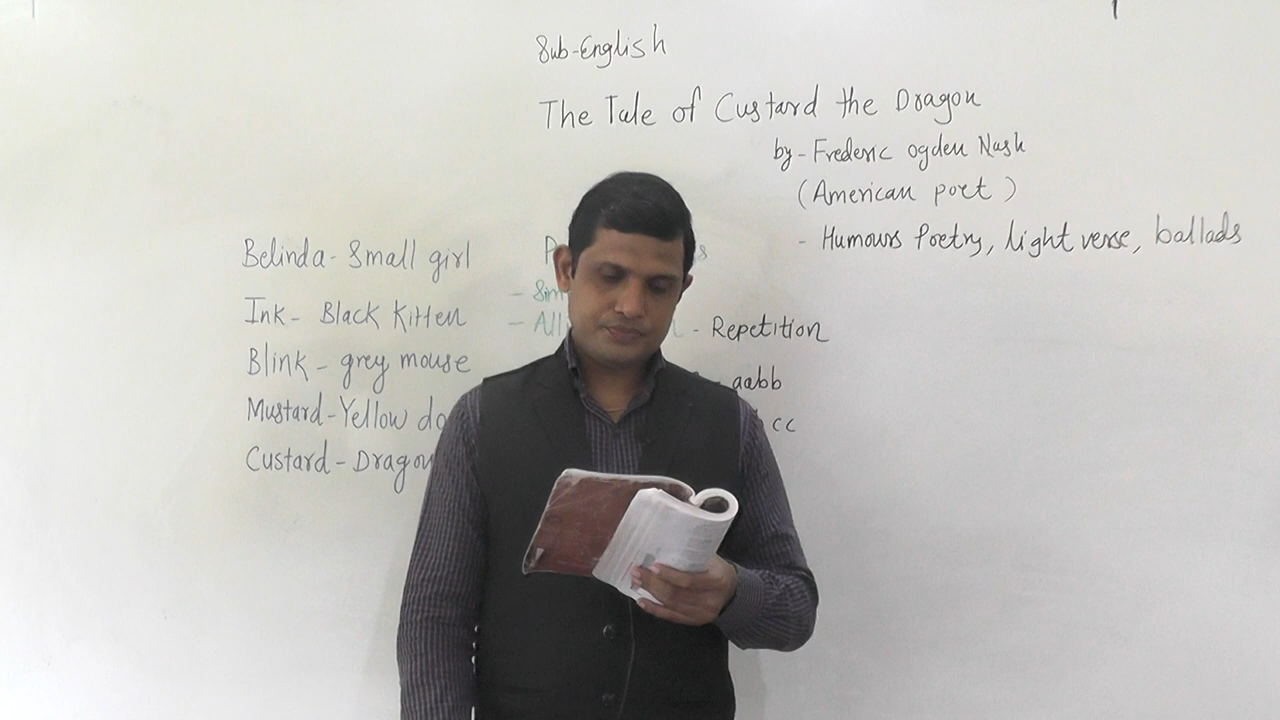 Sub-English
The Tale of Custard the Dragon
by-Frederic ogden Nash
(American poet)
- Humours Poetry, light verse, ballads
Belinda- Small girl
Ink- Black Kitten
Blink - grey mouse
Mustard-Yellow
Custard-Dragon
- Repetition
- aabb
cc